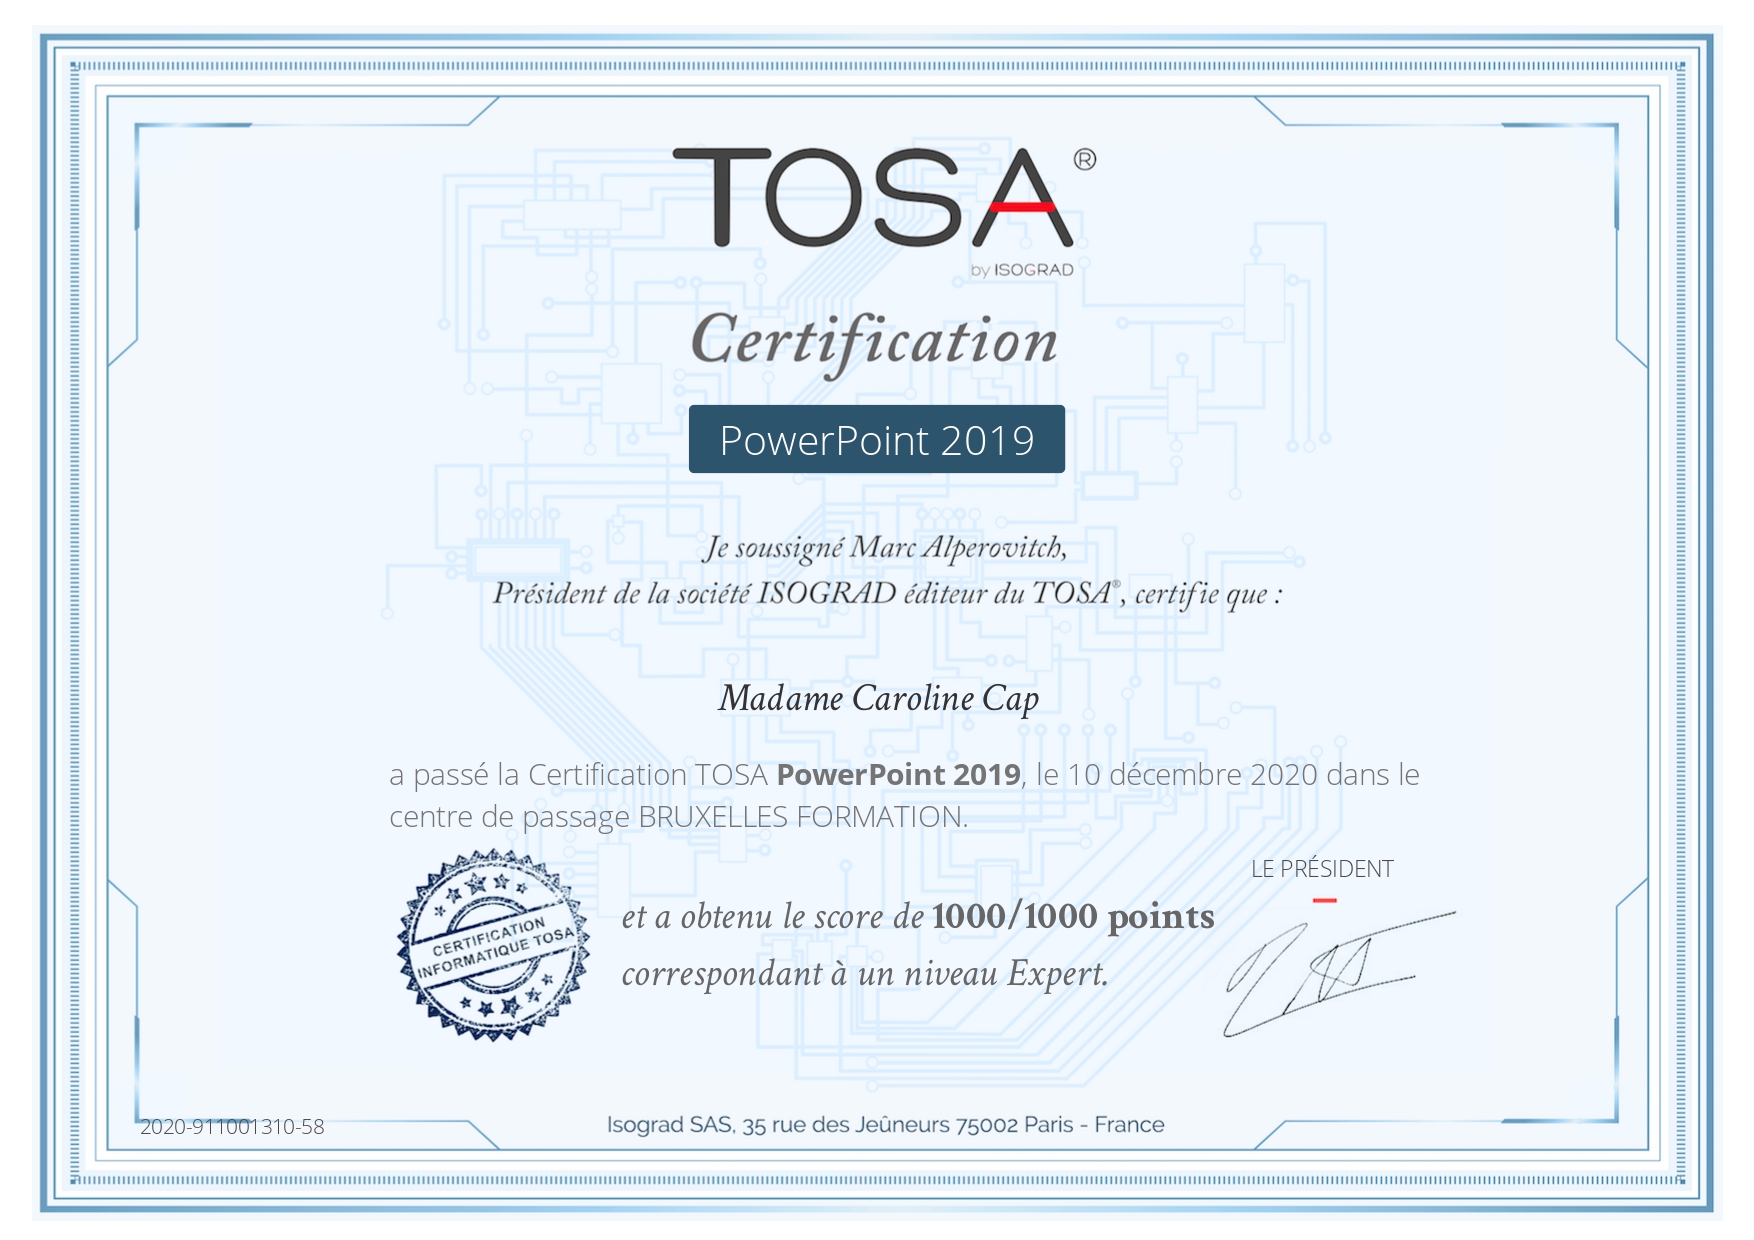 TOSA®
by ISOGRAD
Certification
PowerPoint 2019
Je soussigné Marc Alperovitch,
Président de la société ISOGRAD éditeur du TOSA®, certifie que :
Madame Caroline Cap
a passé la Certification TOSA PowerPoint 2019, le 10 décembre 2020 dans le
centre de passage BRUXELLES FORMATION.
LE PRÉSIDENT
CERTIFICATION
INFORMATIQUE TOSA
et a obtenu le score de 1000/1000 points
correspondant à un niveau Expert.
2020-911001310-58
Isograd SAS, 35 rue des Jeûneurs 75002 Paris - France